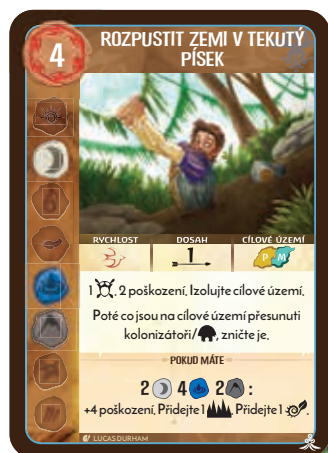 4
ROZPUSTIT ZEMI V TEKUTÝ
PÍSEK
RYCHLOST
DOSAH
CÍLOVÉ ÚZEMÍ
1
P M
1 . 2 poškození. Izolujte cílové území.
Poté co jsou na cílové území přesunuti
kolonizátoři/ , zničte je.
POKUD MÁTE
2 4 2 :
+4 poškození. Přidejte 1 . Přidejte 1 .
LUCAS DURHAM